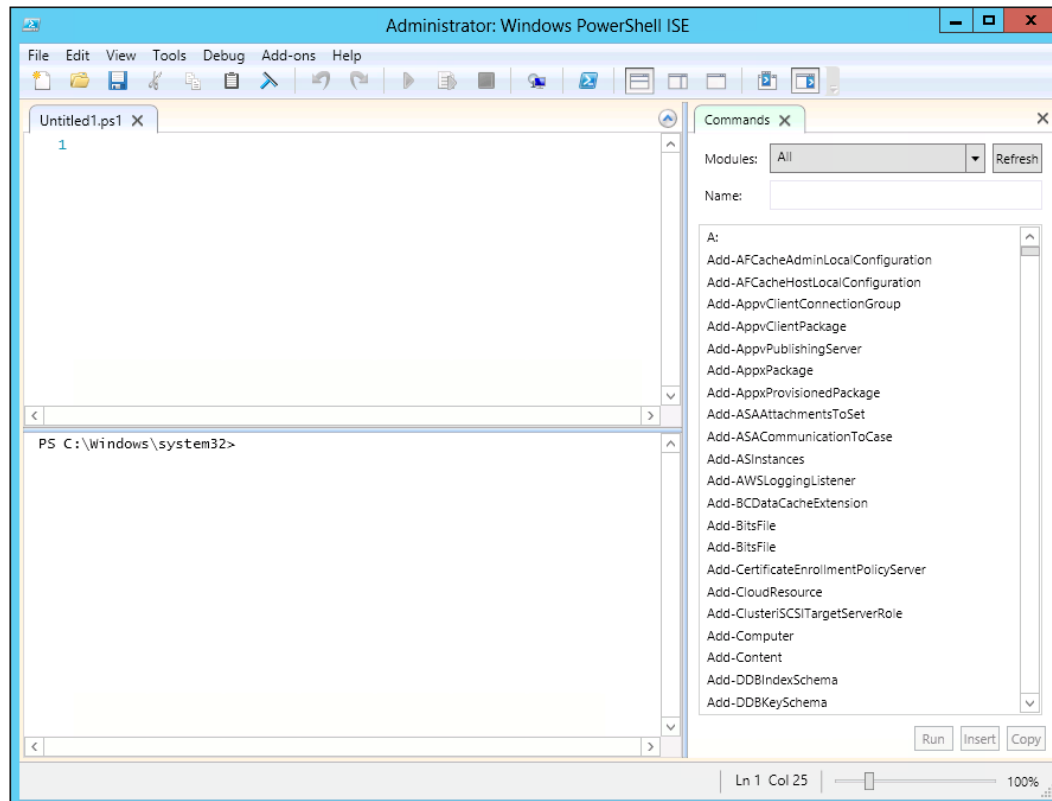 Administrator: Windows PowerShell ISE
File Edit View Tools Debug Add-ons Help
Untitled1.ps1
1
PS C:\Windows\system32>
Commands
Modules: All Refresh
Name:
A:
Add-AFCacheAdminLocalConfiguration
Add-AFCacheHostLocalConfiguration
Add-AppvClientConnectionGroup
Add-AppvClientPackage
Add-AppvPublishingServer
Add-AppxPackage
Add-AppxProvisionedPackage
Add-ASAAttachmentsToSet
Add-ASACommunicationToCase
Add-ASInstances
Add-AWSLoggingListener
Add-BCDataCacheExtension
Add-BitsFile
Add-BitsFile
Add-CertificateEnrollmentPolicyServer
Add-CloudResource
Add-ClusteriSCSITargetServerRole
Add-Computer
Add-Content
Add-DDBIndexSchema
Add-DDBKeySchema
Run Insert Copy
Ln 1 Col 25 100%